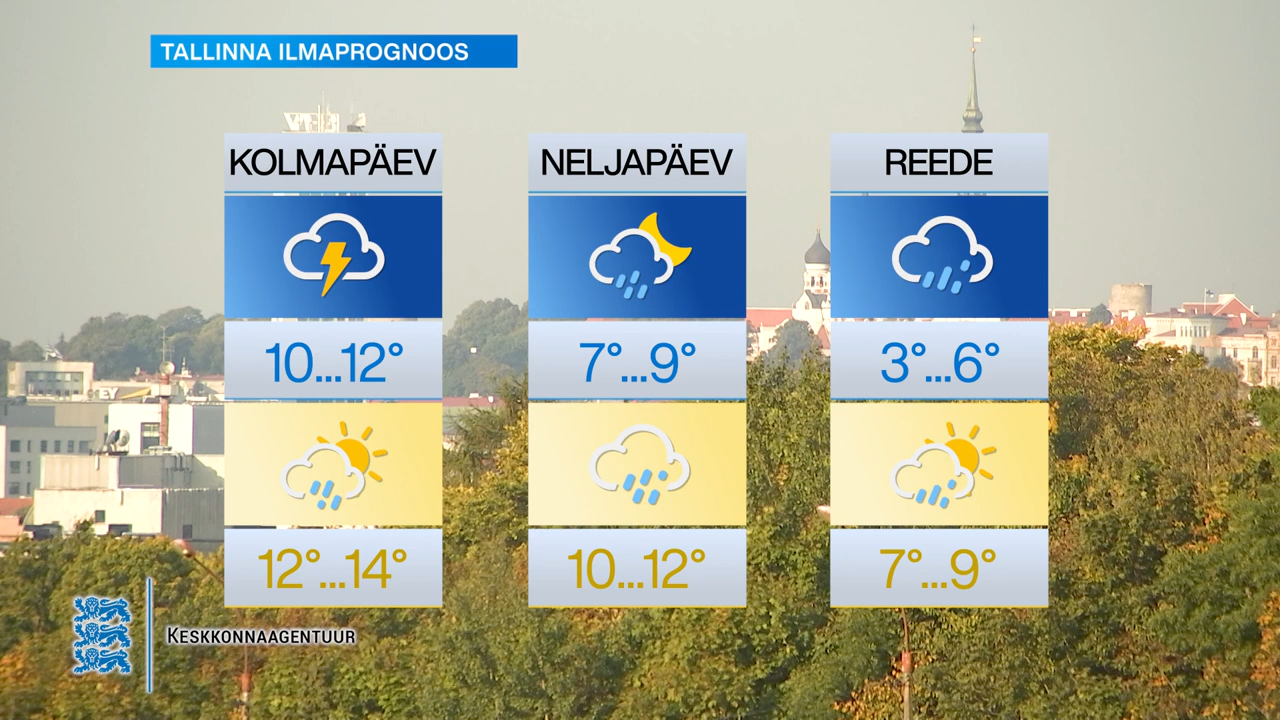 TALLINNA ILMAPROGNOOS
KOLMAPÄEV
10...12°
12°...14°
NELJAPÄEV
7°...9°
10...12°
REEDE
3°...6°
7°...9°
KESKKONNAAGENTUUR